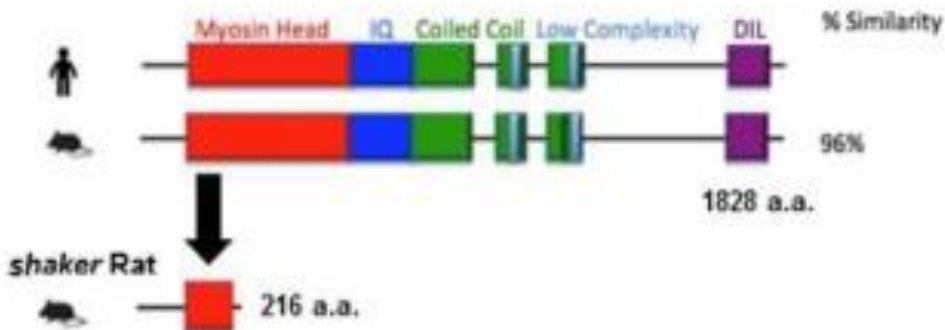 Myosin Head IQ Coiled Coil Low Complexity DIL % Similarity
96%
1828 a.a.
shaker Rat
216 a.a.